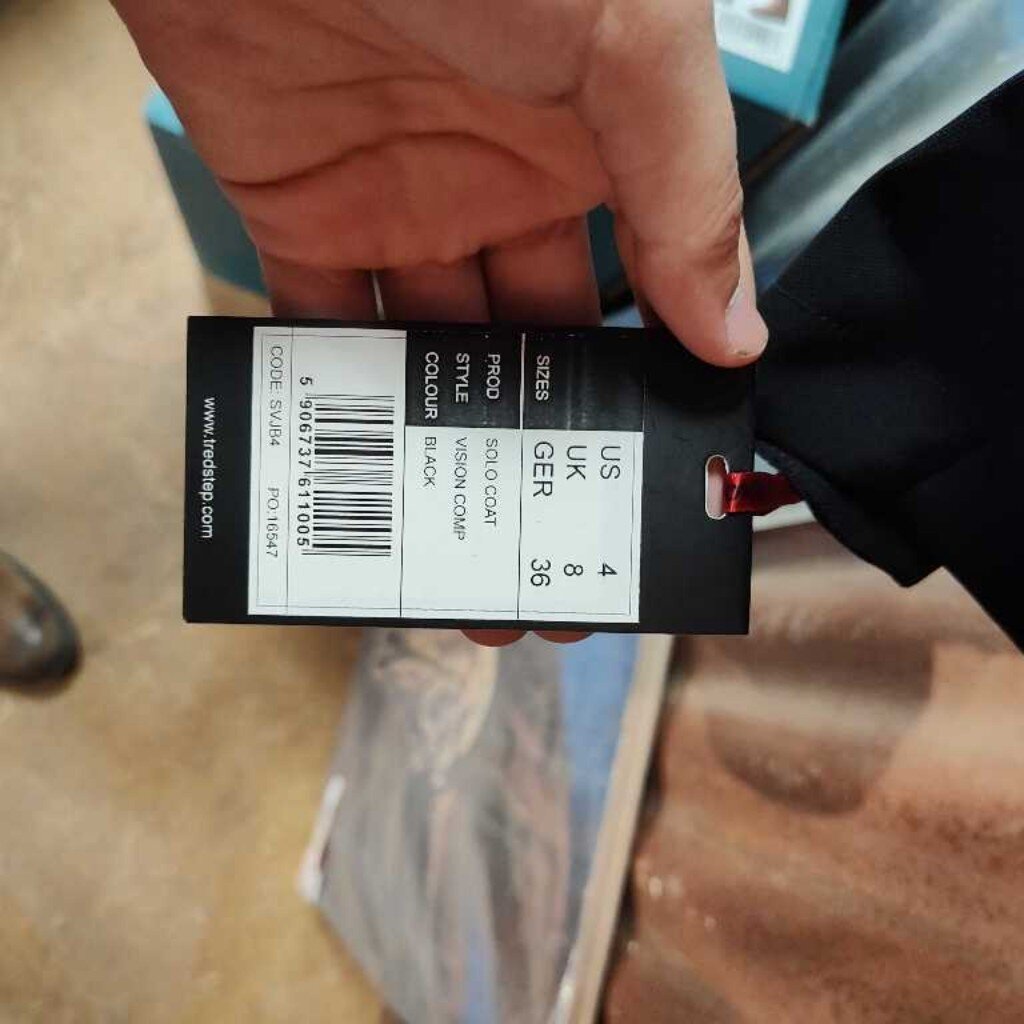 SIZES
US 4
UK 8
GER 36
PROD SOLO COAT
STYLE VISION COMP
COLOUR BLACK
5 906737 611005
CODE: SVJB4 PO:16547
www.tredstep.com